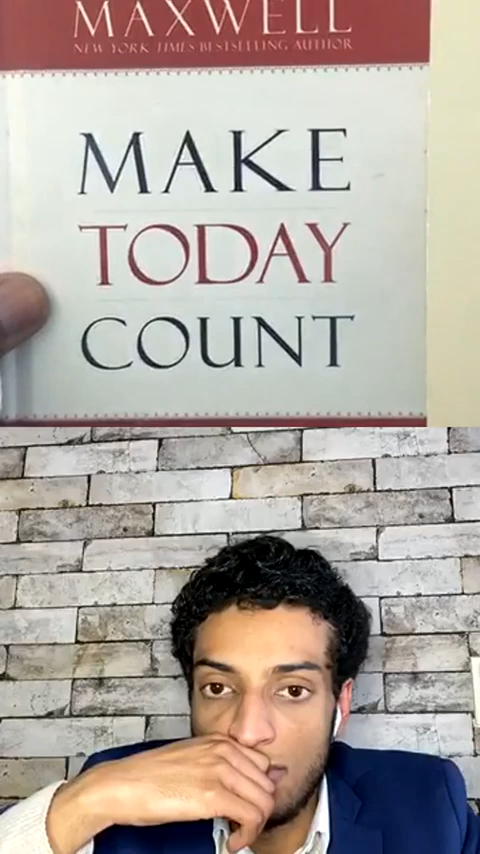 MAXWELL
NEW YORK TIMES BESTSELLING AUTHOR
MAKE
TODAY
COUNT